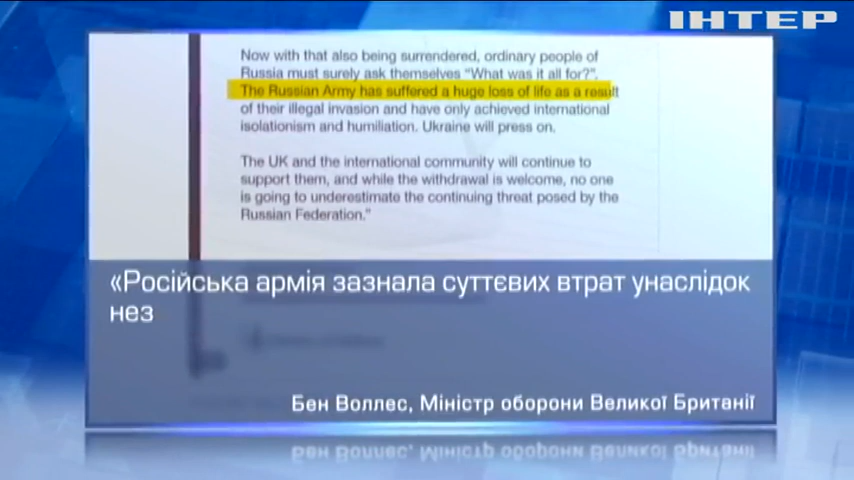 ІНТЕР
Now with that also being surrendered, ordinary people of
Russia must surely ask themselves “What was it all for?”.
The Russian Army has suffered a huge loss of life as a result
of their illegal invasion and have only achieved international
isolationism and humiliation. Ukraine will press on.
The UK and the international community will continue to
support them, and while the withdrawal is welcome, no one
is going to underestimate the continuing threat posed by the
Russian Federation.”
«Російська армія зазнала суттєвих втрат унаслідок
нез
Бен Воллес, Міністр оборони Великої Британії